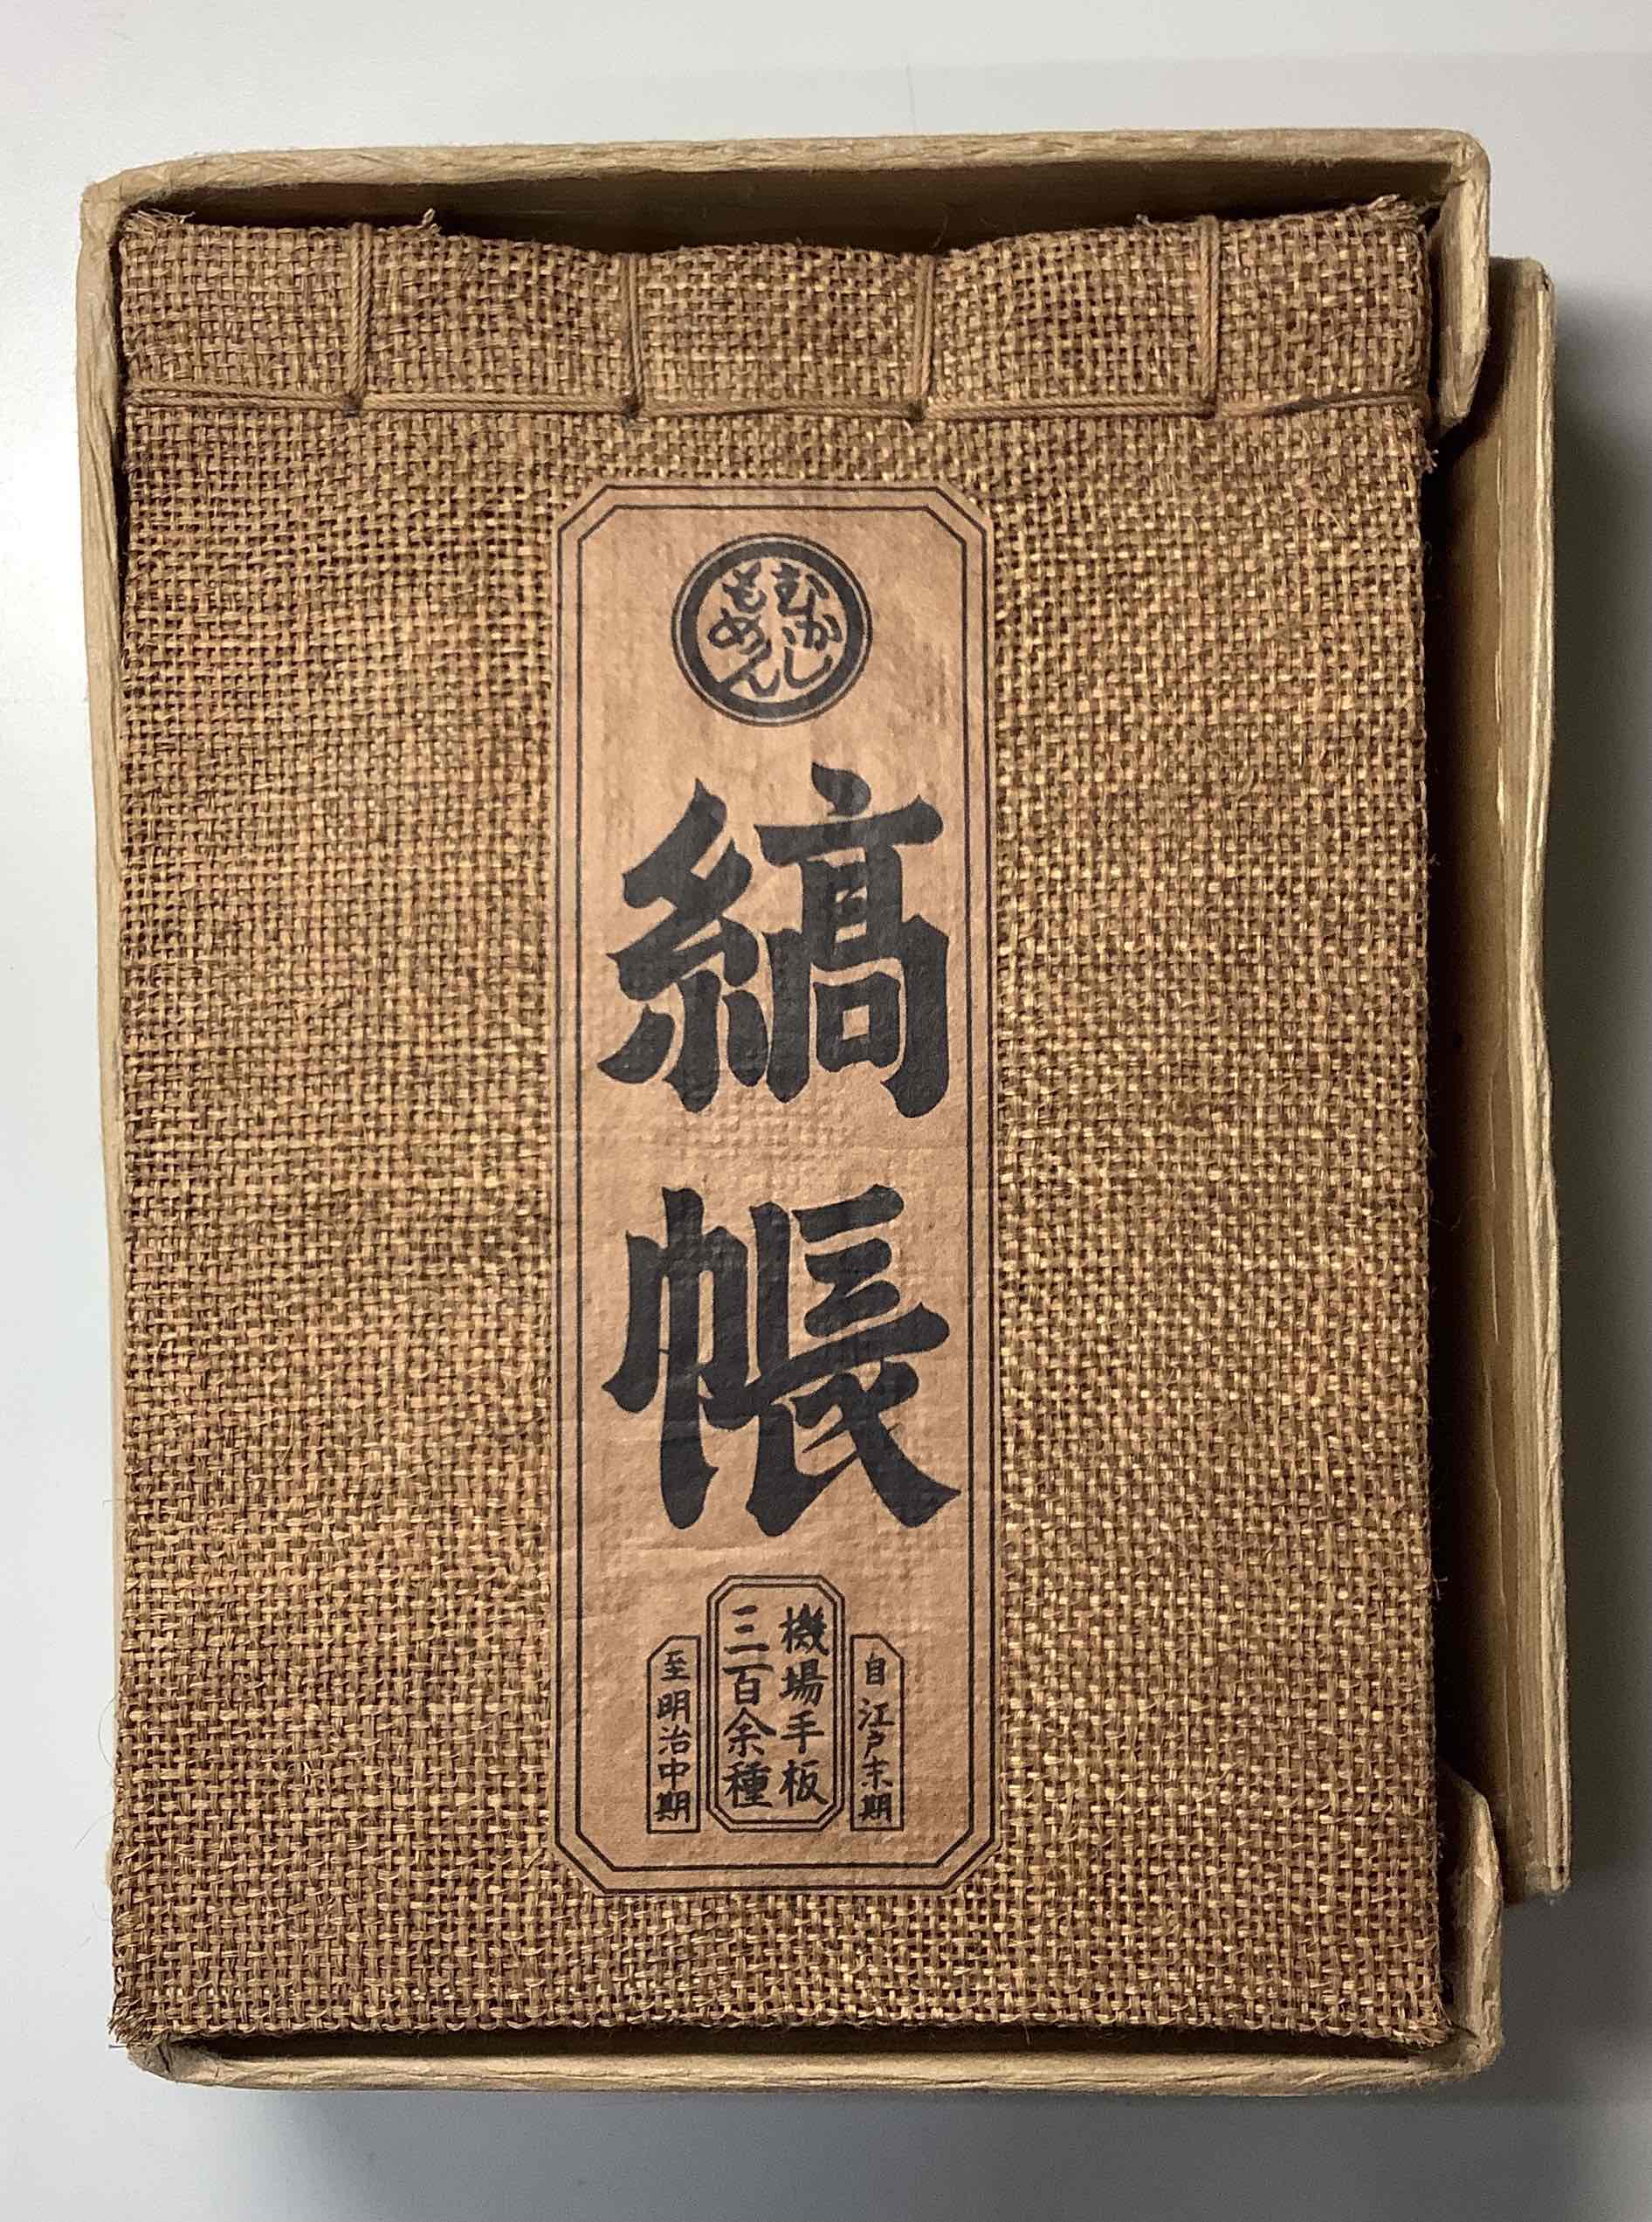 むかし
もめん
縞帳
自江戸末期
機場手板
三百余種
至明治中期